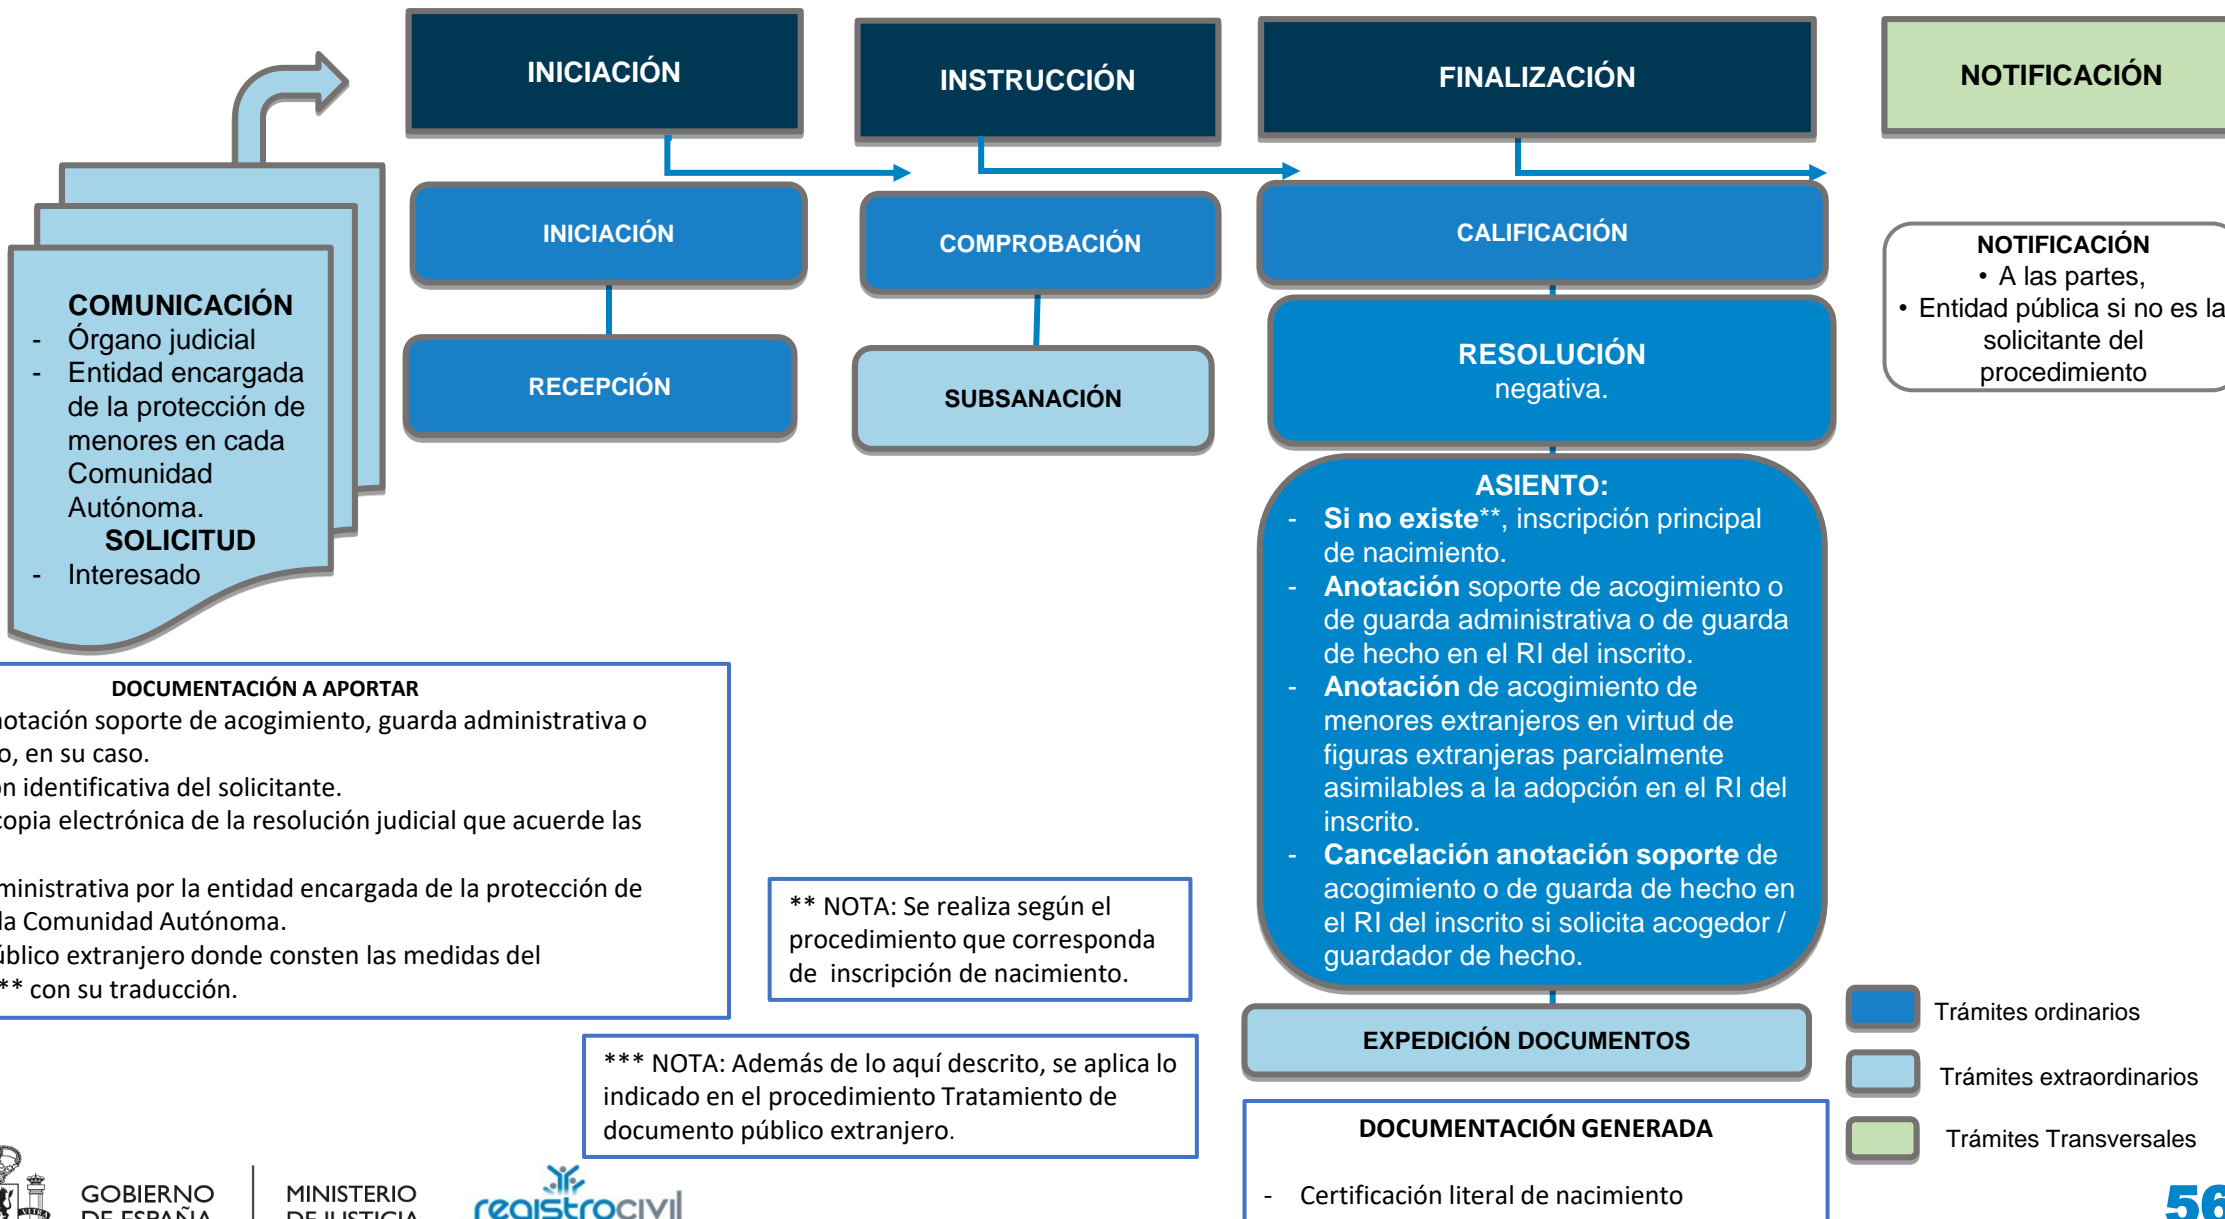 INICIACIÓN
INSTRUCCIÓN
FINALIZACIÓN
NOTIFICACIÓN
INICIACIÓN
RECEPCIÓN
COMPROBACIÓN
SUBSANACIÓN
CALIFICACIÓN
RESOLUCIÓN
negativa.
NOTIFICACIÓN
• A las partes,
• Entidad pública si no es la
solicitante del
procedimiento
COMUNICACIÓN
- Órgano judicial
- Entidad encargada
de la protección de
menores en cada
Comunidad
Autónoma.
SOLICITUD
- Interesado
ASIENTO:
- Si no existe**, inscripción principal
de nacimiento.
- Anotación soporte de acogimiento o
de guarda administrativa o de guarda
de hecho en el RI del inscrito.
- Anotación de acogimiento de
menores extranjeros en virtud de
figuras extranjeras parcialmente
asimilables a la adopción en el RI del
inscrito.
- Cancelación anotación soporte de
acogimiento o de guarda de hecho en
el RI del inscrito si solicita acogedor /
guardador de hecho.
EXPEDICIÓN DOCUMENTOS
DOCUMENTACIÓN A APORTAR
notación soporte de acogimiento, guarda administrativa o
o, en su caso.
ón identificativa del solicitante.
copia electrónica de la resolución judicial que acuerde las
ministrativa por la entidad encargada de la protección de
da Comunidad Autónoma.
úblico extranjero donde consten las medidas del
** con su traducción.
** NOTA: Se realiza según el
procedimiento que corresponda
de inscripción de nacimiento.
*** NOTA: Además de lo aquí descrito, se aplica lo
indicado en el procedimiento Tratamiento de
documento público extranjero.
DOCUMENTACIÓN GENERADA
- Certificación literal de nacimiento
Trámites ordinarios
Trámites extraordinarios
Trámites Transversales
GOBIERNO
DE ESPAÑA
MINISTERIO
DE JUSTICIA
registrocivil
56